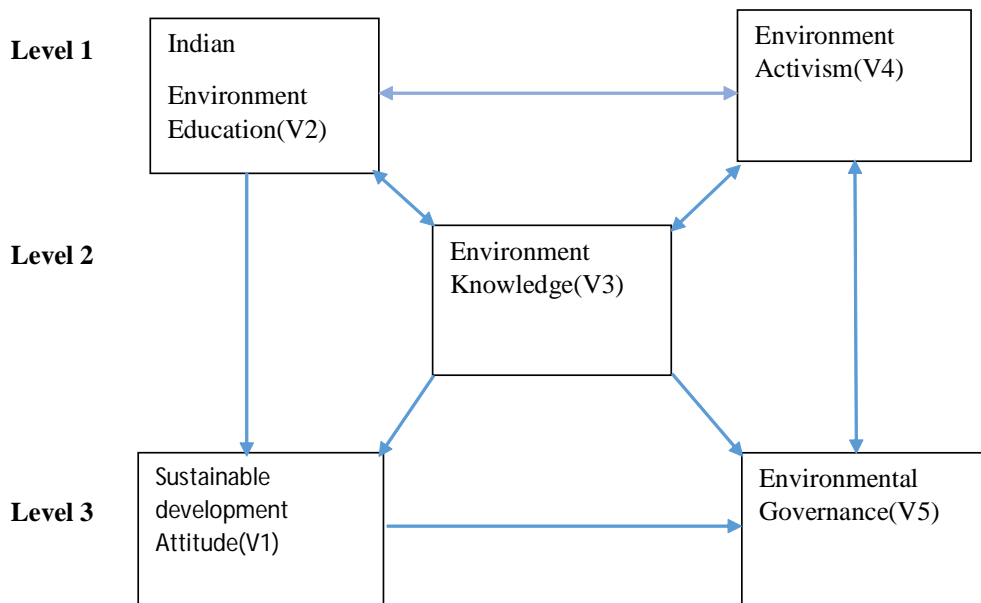 Level 1
Indian
Environment
Education(V2)
Environment
Activism(V4)
Level 2
Environment
Knowledge(V3)
Level 3
Sustainable
development
Attitude(V1)
Environmental
Governance(V5)